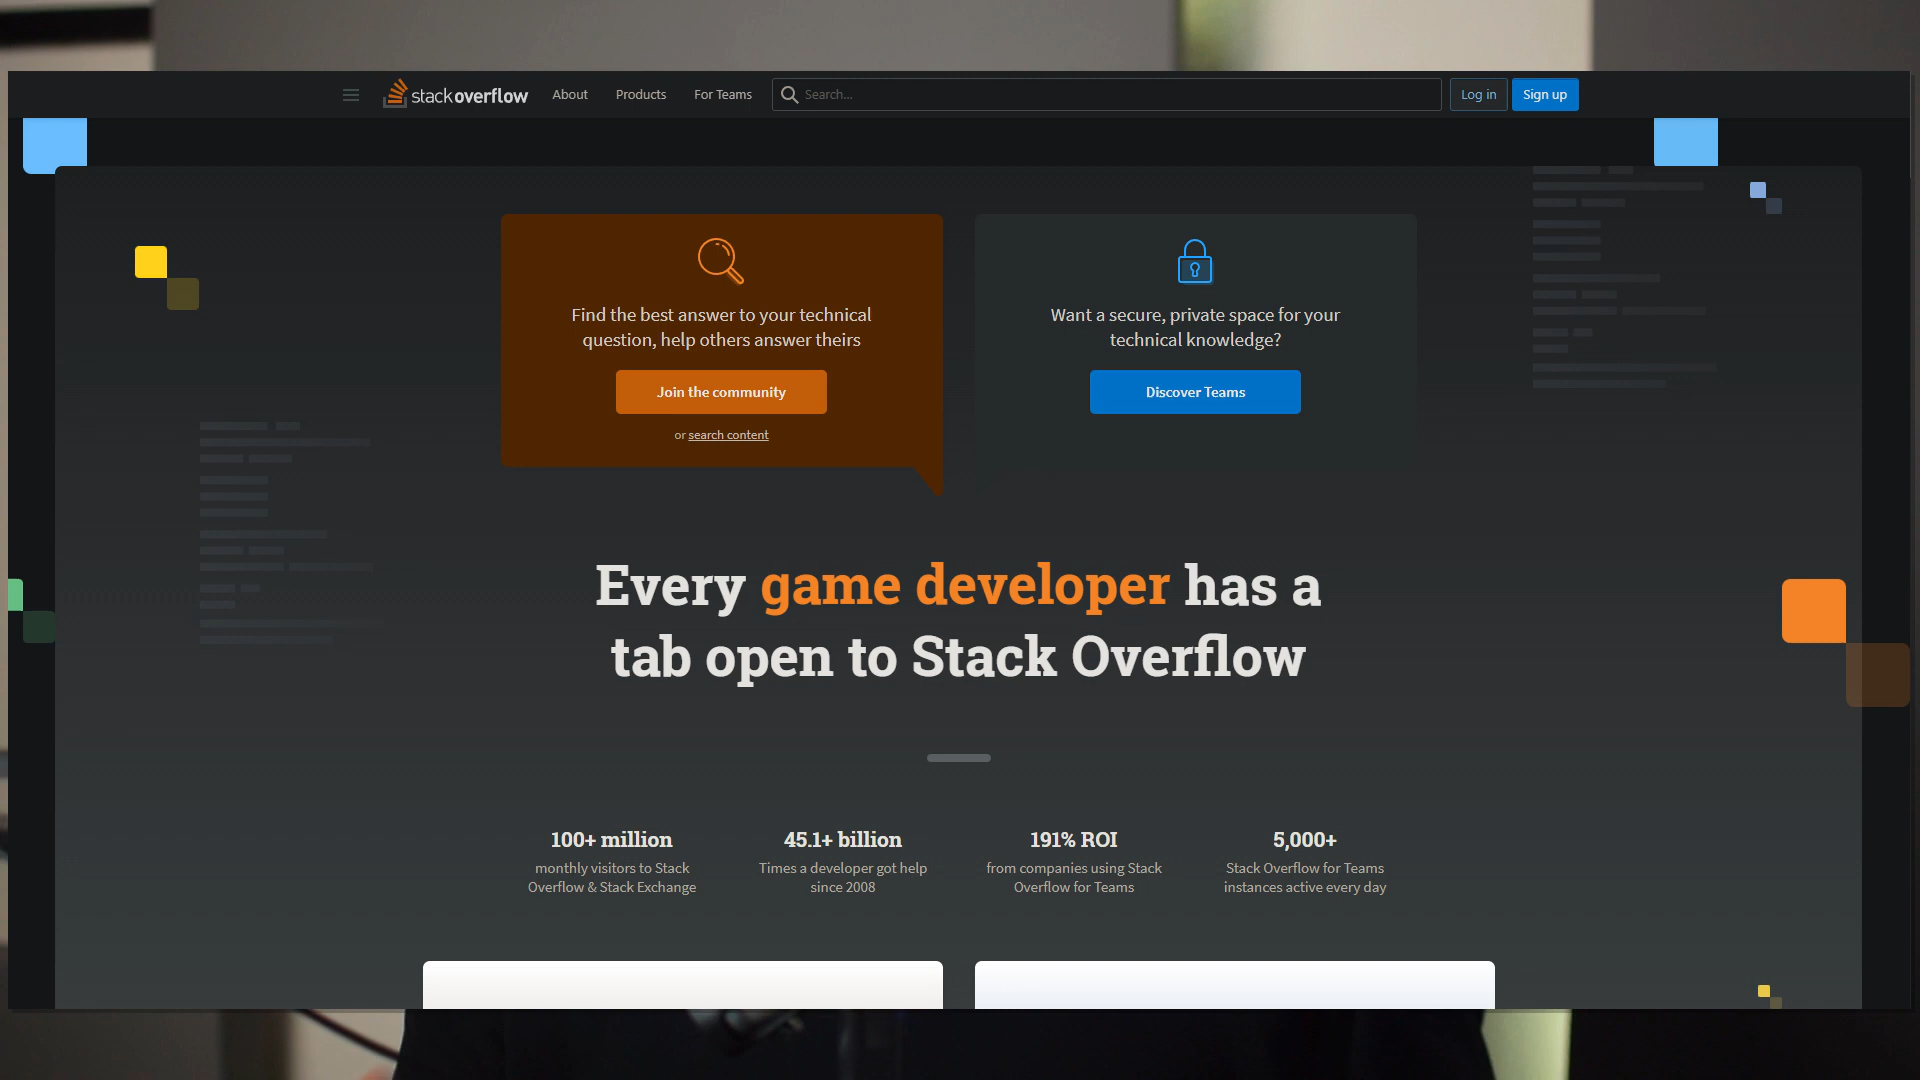 stackoverflow
About
Products
For Teams
Search...
Log in
Sign up
Find the best answer to your technical
question, help others answer theirs
Join the community
or search content
Want a secure, private space for your
technical knowledge?
Discover Teams
Every game developer has a
tab open to Stack Overflow
100+ million
monthly visitors to Stack
Overflow & Stack Exchange
45.1+ billion
Times a developer got help
since 2008
191% ROI
from companies using Stack
Overflow for Teams
5,000+
Stack Overflow for Teams
instances active every day